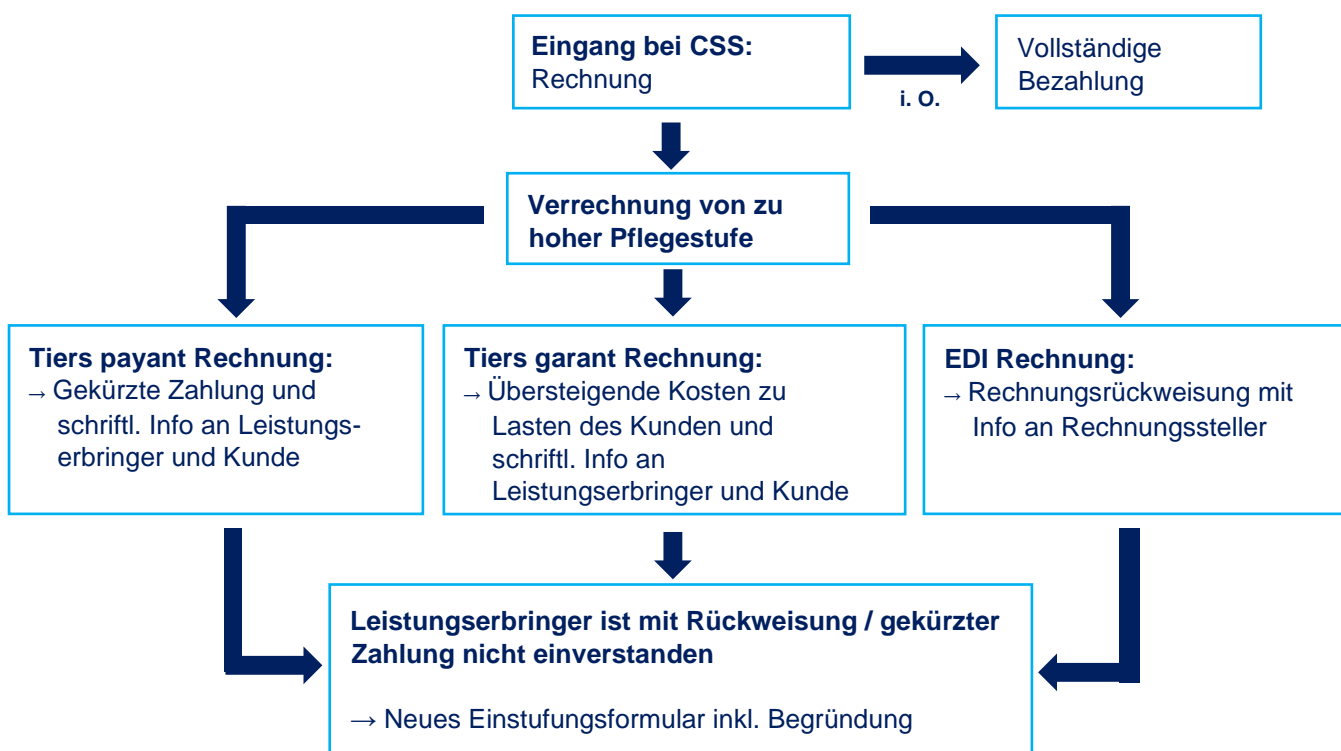 Eingang bei CSS:
Rechnung
i. O.
Vollständige
Bezahlung
Verrechnung von zu
hoher Pflegestufe
Tiers payant Rechnung:
→ Gekürzte Zahlung und
schriftl. Info an Leistungs-
erbringer und Kunde
Tiers garant Rechnung:
→ Übersteigende Kosten zu
Lasten des Kunden und
schriftl. Info an
Leistungserbringer und Kunde
EDI Rechnung:
→ Rechnungsrückweisung mit
Info an Rechnungssteller
Leistungserbringer ist mit Rückweisung / gekürzter
Zahlung nicht einverstanden
→ Neues Einstufungsformular inkl. Begründung